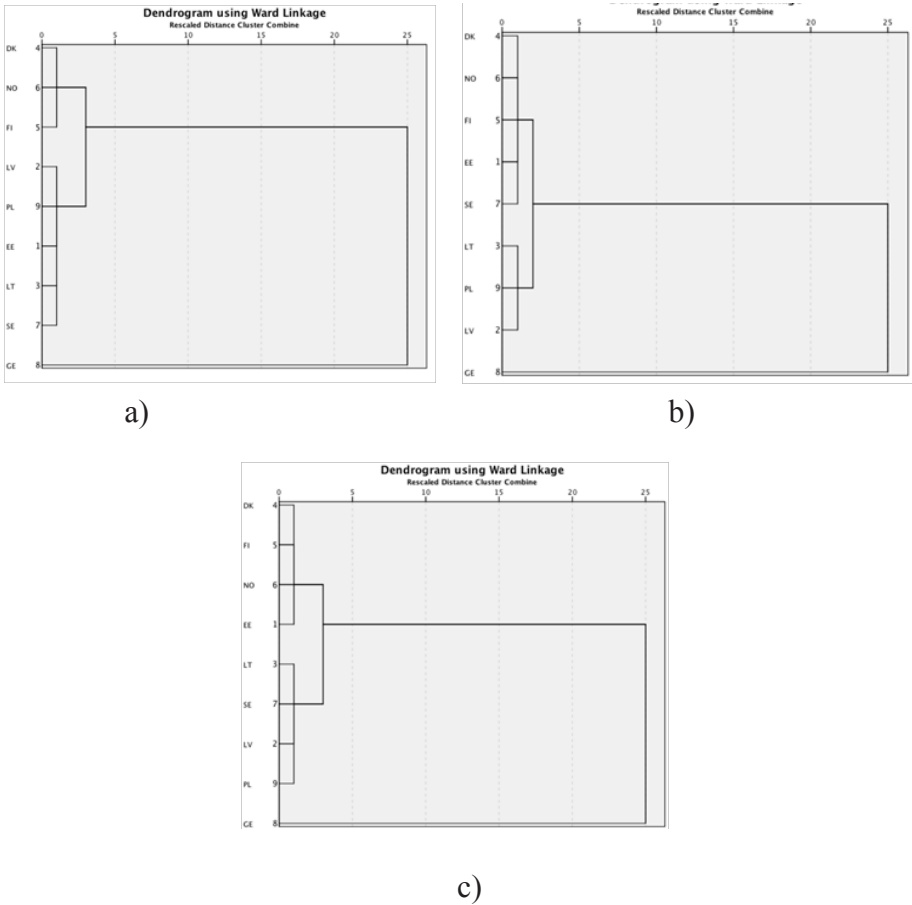 Dendrogram using Ward Linkage
Rescaled Distance Cluster Combine
0 5 10 15 20 25
DK 4
NO 6
FI 5
LV 2
PL 9
EE 1
LT 3
SE 7
GE 8
a)
Dendrogram using Ward Linkage
Rescaled Distance Cluster Combine
0 5 10 15 20 25
DK 4
NO 6
FI 5
EE 1
SE 7
LT 3
PL 9
LV 2
GE 8
b)
Dendrogram using Ward Linkage
Rescaled Distance Cluster Combine
0 5 10 15 20 25
DK 4
FI 5
NO 6
EE 1
LT 3
SE 7
LV 2
PL 9
GE 8
c)